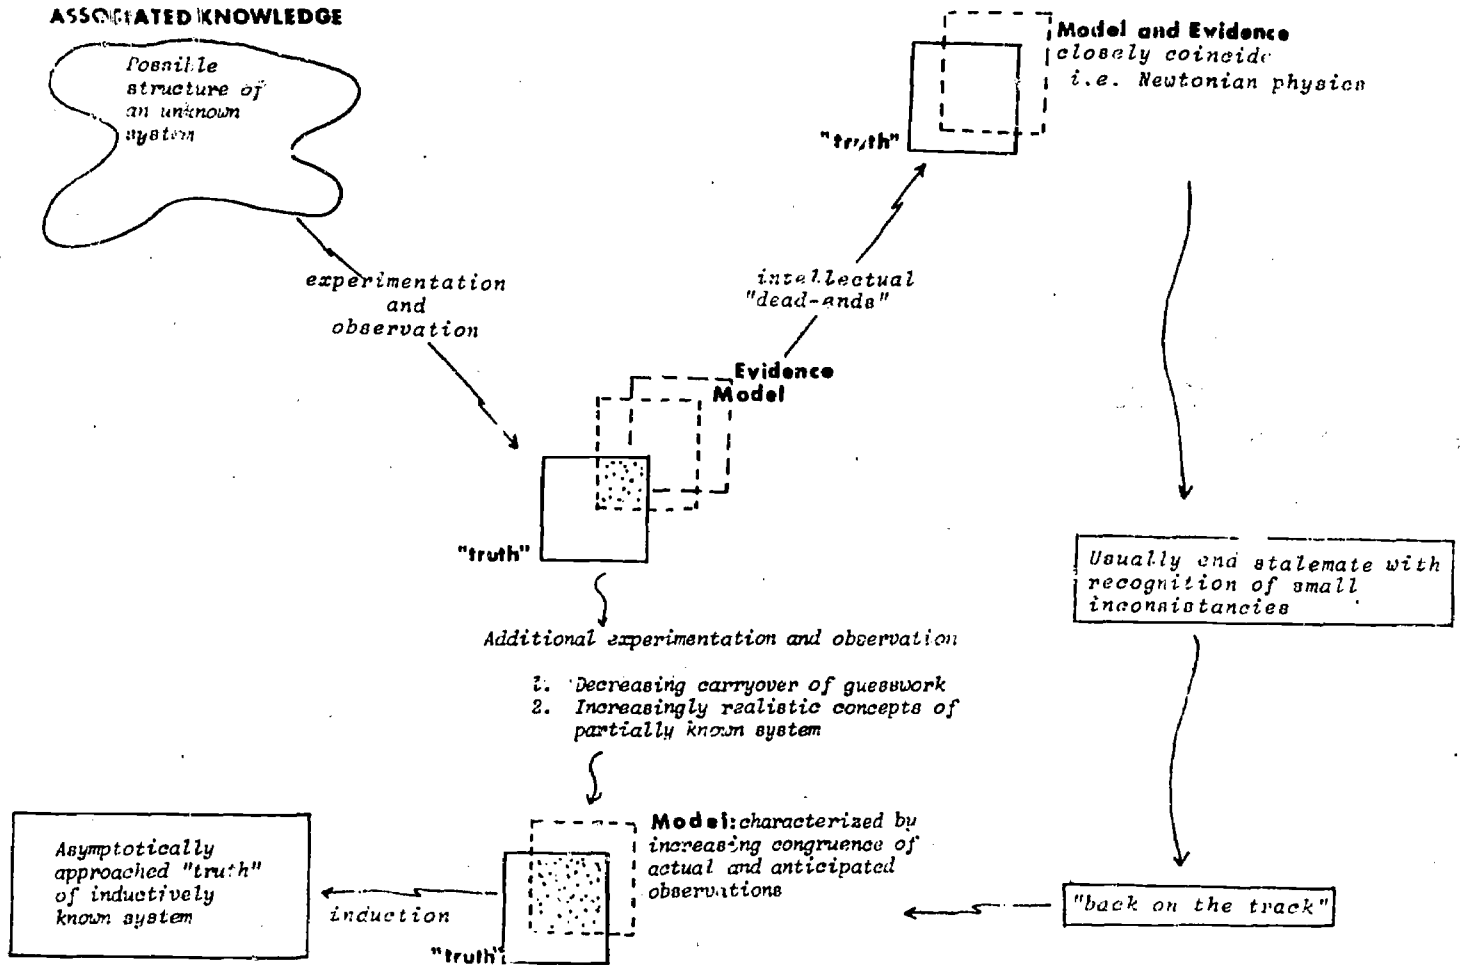 ASSOCIATED KNOWLEDGE
Possible
structure of
an unknown
system
experimentation
and
observation
Model and Evidence
closely coincide
i.e. Newtonian physics
"truth"
intellectual
"dead-ends"
Evidence
Model
"truth"
Additional experimentation and observation
1. Decreasing carryover of guesswork
2. Increasingly realistic concepts of
partially known system
Usually end stalemate with
recognition of small
inconsistancies
"back on the track"
Model: characterized by
increasing congruence of
actual and anticipated
observations
"truth"
induction
Asymptotically
approached "truth"
of inductively
known system